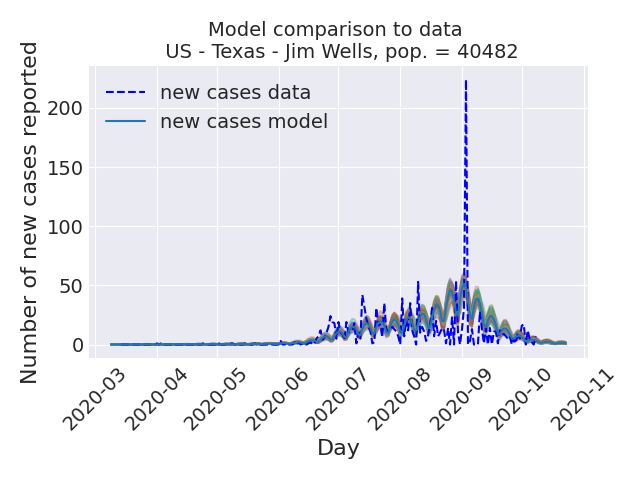 Model comparison to data
US - Texas - Jim Wells, pop. = 40482
Number of new cases reported
200
150
100
50
0
new cases data
new cases model
2020-03
2020-04
2020-05
2020-06
2020-07
2020-08
2020-09
2020-10
2020-11
Day